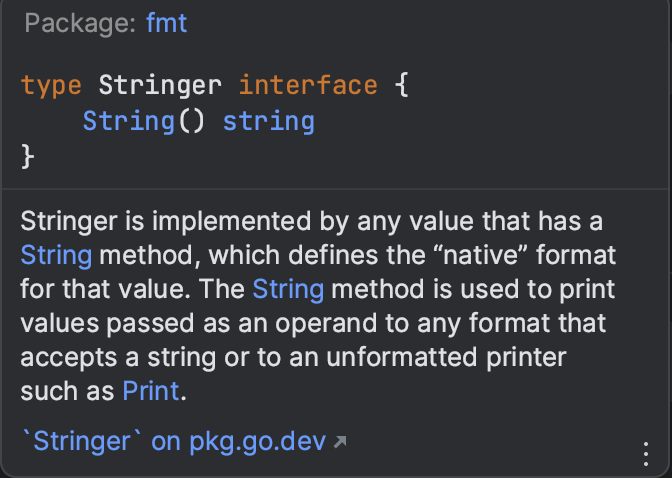 Package: fmt
type Stringer interface {
    String() string
}
Stringer is implemented by any value that has a
String method, which defines the “native” format
for that value. The String method is used to print
values passed as an operand to any format that
accepts a string or to an unformatted printer
such as Print.
`Stringer` on pkg.go.dev ↗